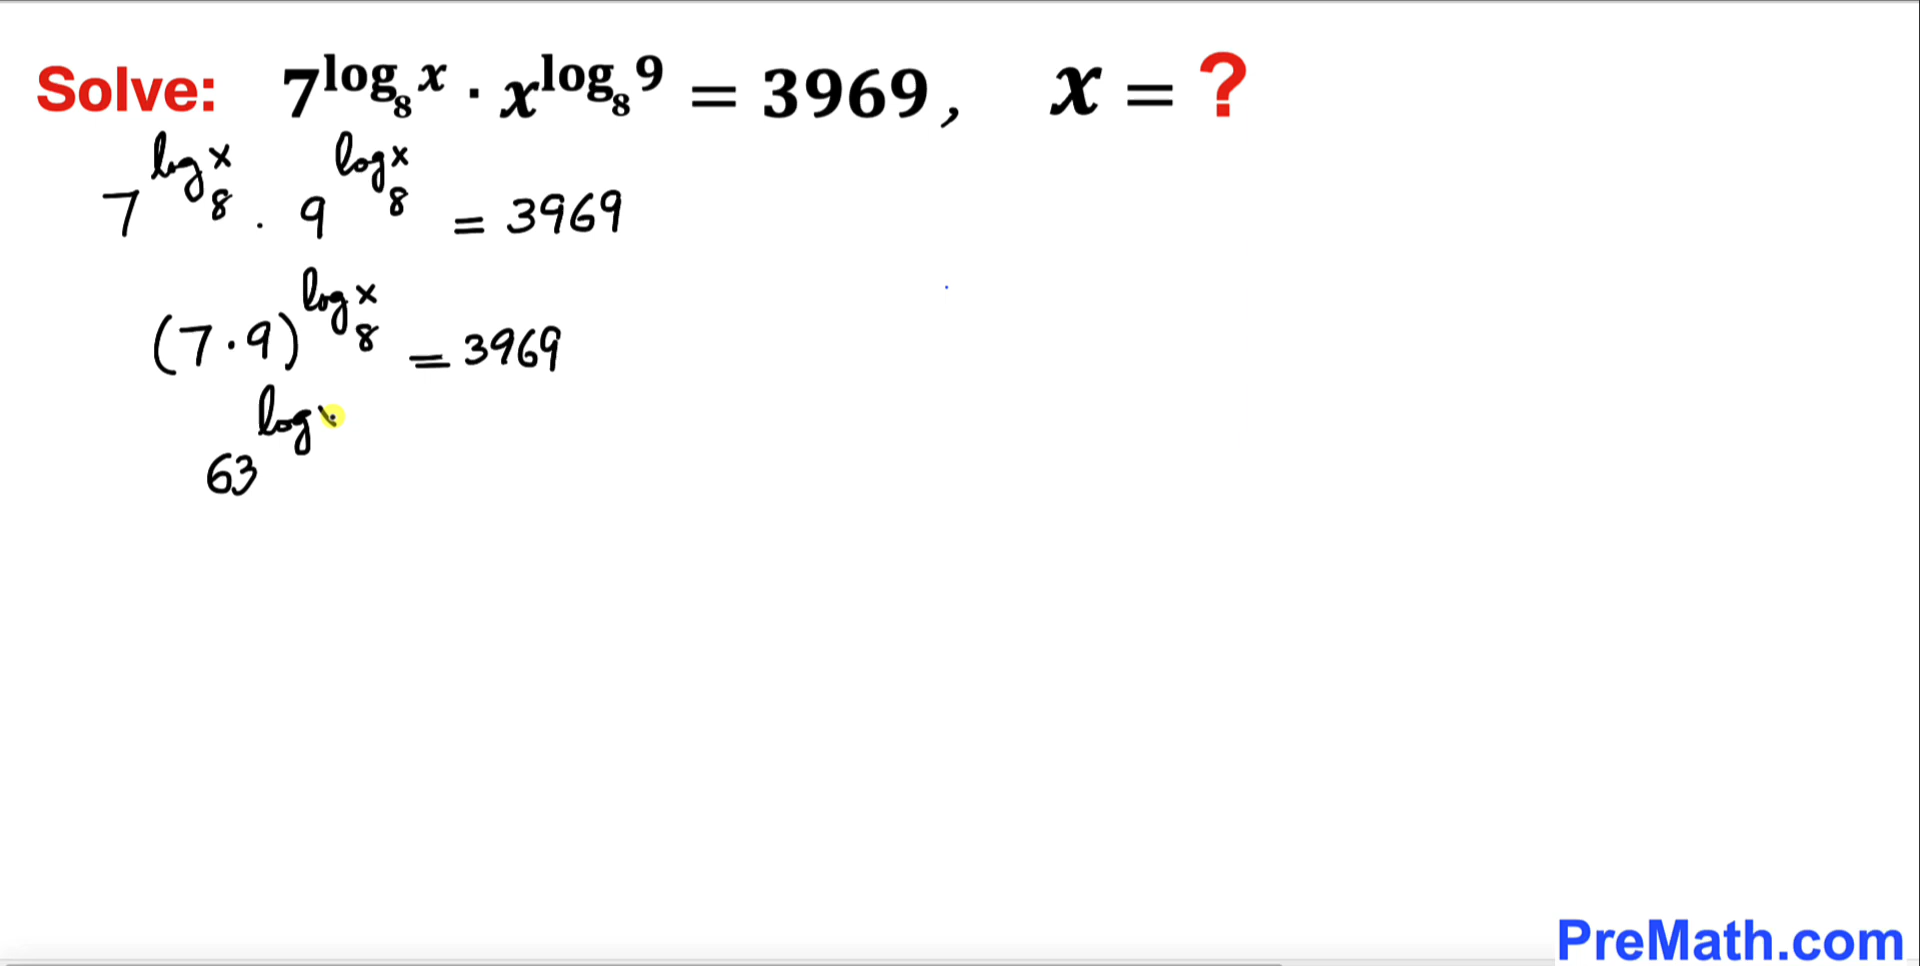 Solve: 7^{log_8 x} · x^{log_8 9} = 3969, x = ?
7^{log_8 x} · 9^{log_8 x} = 3969
(7·9)^{log_8 x} = 3969
63^{log
PreMath.com